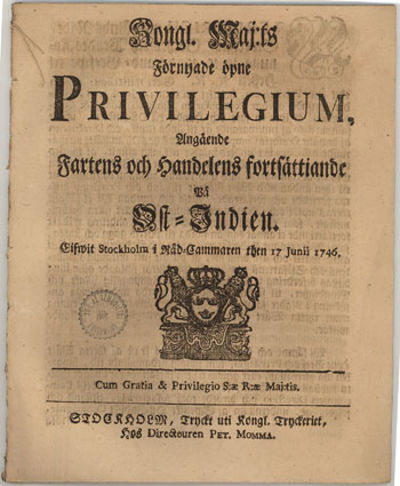 Kongl. Maj:ts
Förnyade öpne
PRIVILEGIUM,
Angående
Fartens och Handelens fortsättiande
På
Ost-Indien.
Gifwit Stockholm i Råd-Cammaren then 17 Junii 1746.
Cum Gratia & Privilegio S:æ R:æ Maj:tis.
STOCKHOLM, Tryckt uti Kongl. Tryckeriet,
Hos Directeuren PET. MOMMA.